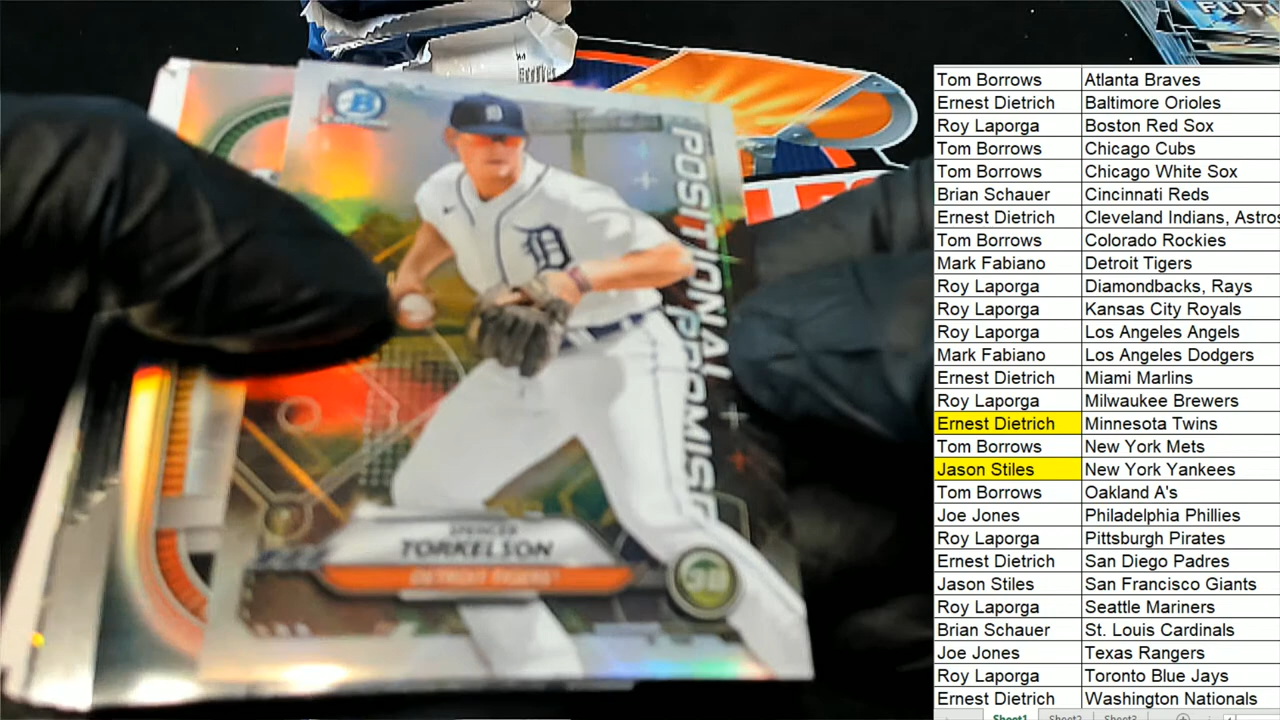 FUT
B
D
D
POSITIONAL PROMISE
SPENCER
TORKELSON
DETROIT TIGERS
3B
Tom Borrows Atlanta Braves
Ernest Dietrich Baltimore Orioles
Roy Laporga Boston Red Sox
Tom Borrows Chicago Cubs
Tom Borrows Chicago White Sox
Brian Schauer Cincinnati Reds
Ernest Dietrich Cleveland Indians, Astros
Tom Borrows Colorado Rockies
Mark Fabiano Detroit Tigers
Roy Laporga Diamondbacks, Rays
Roy Laporga Kansas City Royals
Roy Laporga Los Angeles Angels
Mark Fabiano Los Angeles Dodgers
Ernest Dietrich Miami Marlins
Roy Laporga Milwaukee Brewers
Ernest Dietrich Minnesota Twins
Tom Borrows New York Mets
Jason Stiles New York Yankees
Tom Borrows Oakland A's
Joe Jones Philadelphia Phillies
Roy Laporga Pittsburgh Pirates
Ernest Dietrich San Diego Padres
Jason Stiles San Francisco Giants
Roy Laporga Seattle Mariners
Brian Schauer St. Louis Cardinals
Joe Jones Texas Rangers
Roy Laporga Toronto Blue Jays
Ernest Dietrich Washington Nationals
Sheet1 Sheet2 Sheet3